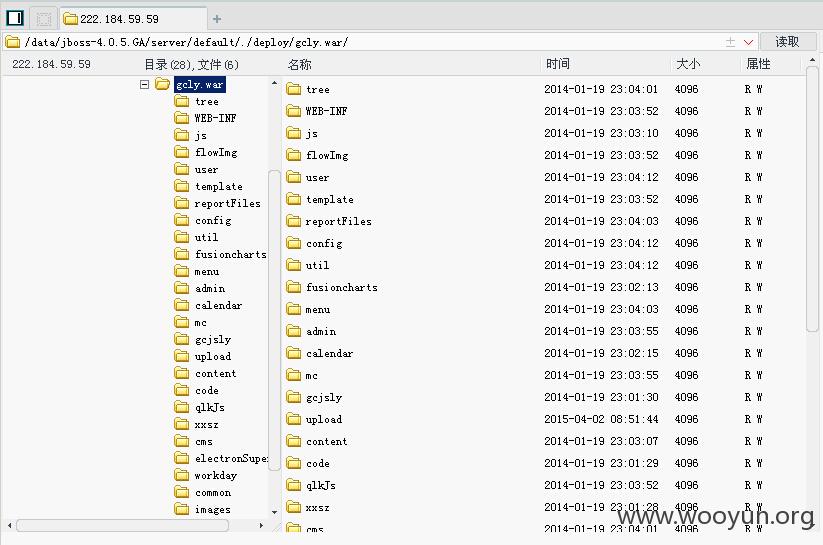 222.184.59.59
/data/jboss-4.0.5.GA/server/default/./deploy/gcly.war/
读取
222.184.59.59
目录(28),文件(6)
名称
时间
大小
属性
gcly.war
tree
WEB-INF
js
flowImg
user
template
reportFiles
config
util
fusioncharts
menu
admin
calendar
mc
gcjsly
upload
content
code
qlkJs
xxsz
cms
electronSupe
workday
common
images
tree 2014-01-19 23:04:01 4096 R W
WEB-INF 2014-01-19 23:03:52 4096 R W
js 2014-01-19 23:03:10 4096 R W
flowImg 2014-01-19 23:03:52 4096 R W
user 2014-01-19 23:04:12 4096 R W
template 2014-01-19 23:03:52 4096 R W
reportFiles 2014-01-19 23:04:03 4096 R W
config 2014-01-19 23:04:12 4096 R W
util 2014-01-19 23:04:12 4096 R W
fusioncharts 2014-01-19 23:02:13 4096 R W
menu 2014-01-19 23:04:03 4096 R W
admin 2014-01-19 23:03:55 4096 R W
calendar 2014-01-19 23:02:15 4096 R W
mc 2014-01-19 23:03:55 4096 R W
gcjsly 2014-01-19 23:01:30 4096 R W
upload 2015-04-02 08:51:44 4096 R W
content 2014-01-19 23:03:07 4096 R W
code 2014-01-19 23:01:29 4096 R W
qlkJs 2014-01-19 23:03:52 4096 R W
xxsz 2014-01-19 23:01:28 4096 R W
cms 2014-01-19 23:04:01 4096 R W
www.wooyun.org